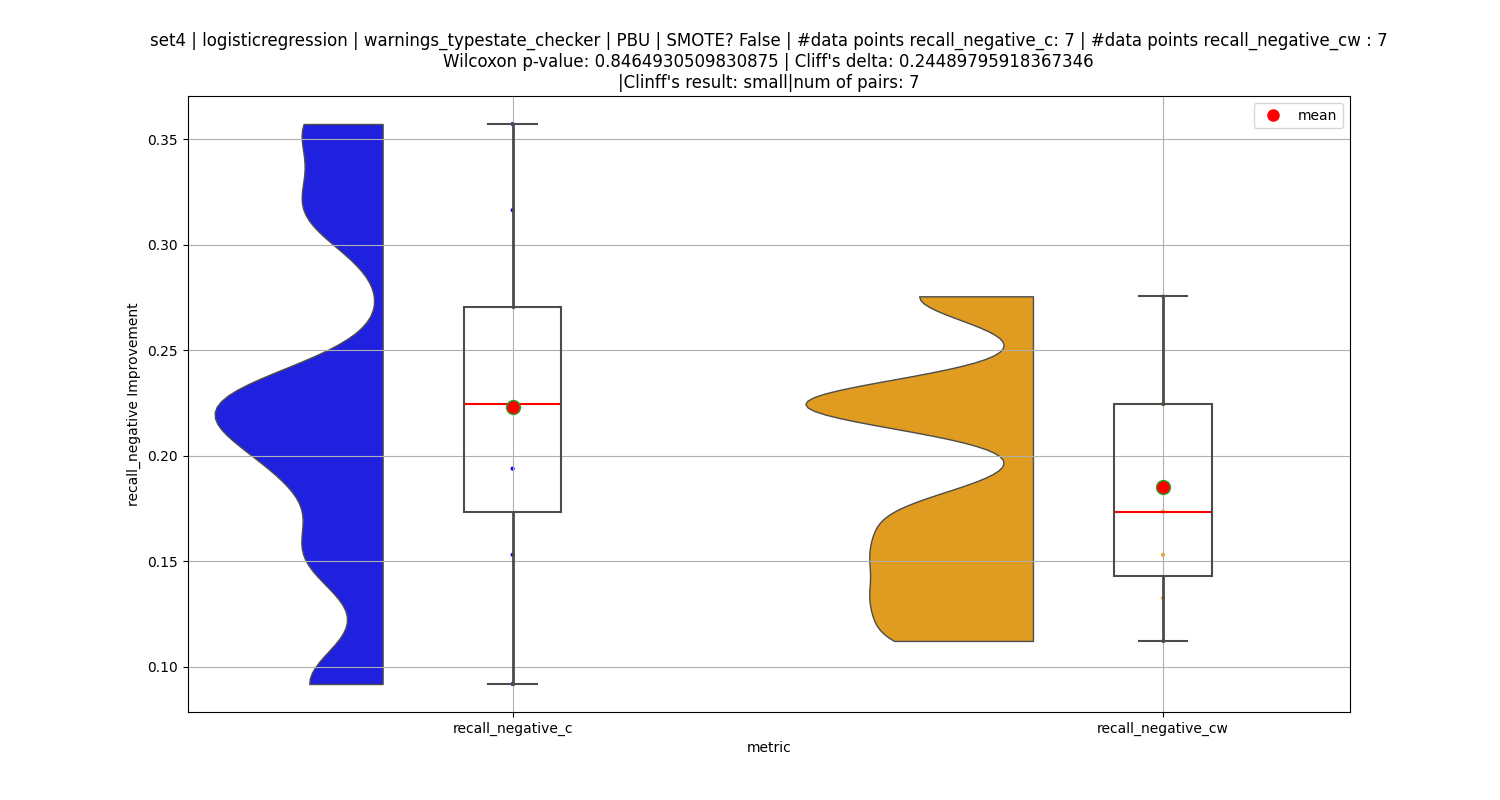 set4 | logisticregression | warnings_typestate_checker | PBU | SMOTE? False | #data points recall_negative_c: 7 | #data points recall_negative_cw : 7
Wilcoxon p-value: 0.8464930509830875 | Cliff's delta: 0.24489795918367346
|Clinff's result: small|num of pairs: 7
mean
0.35
0.30
0.25
0.20
0.15
0.10
recall_negative Improvement
recall_negative_c
recall_negative_cw
metric